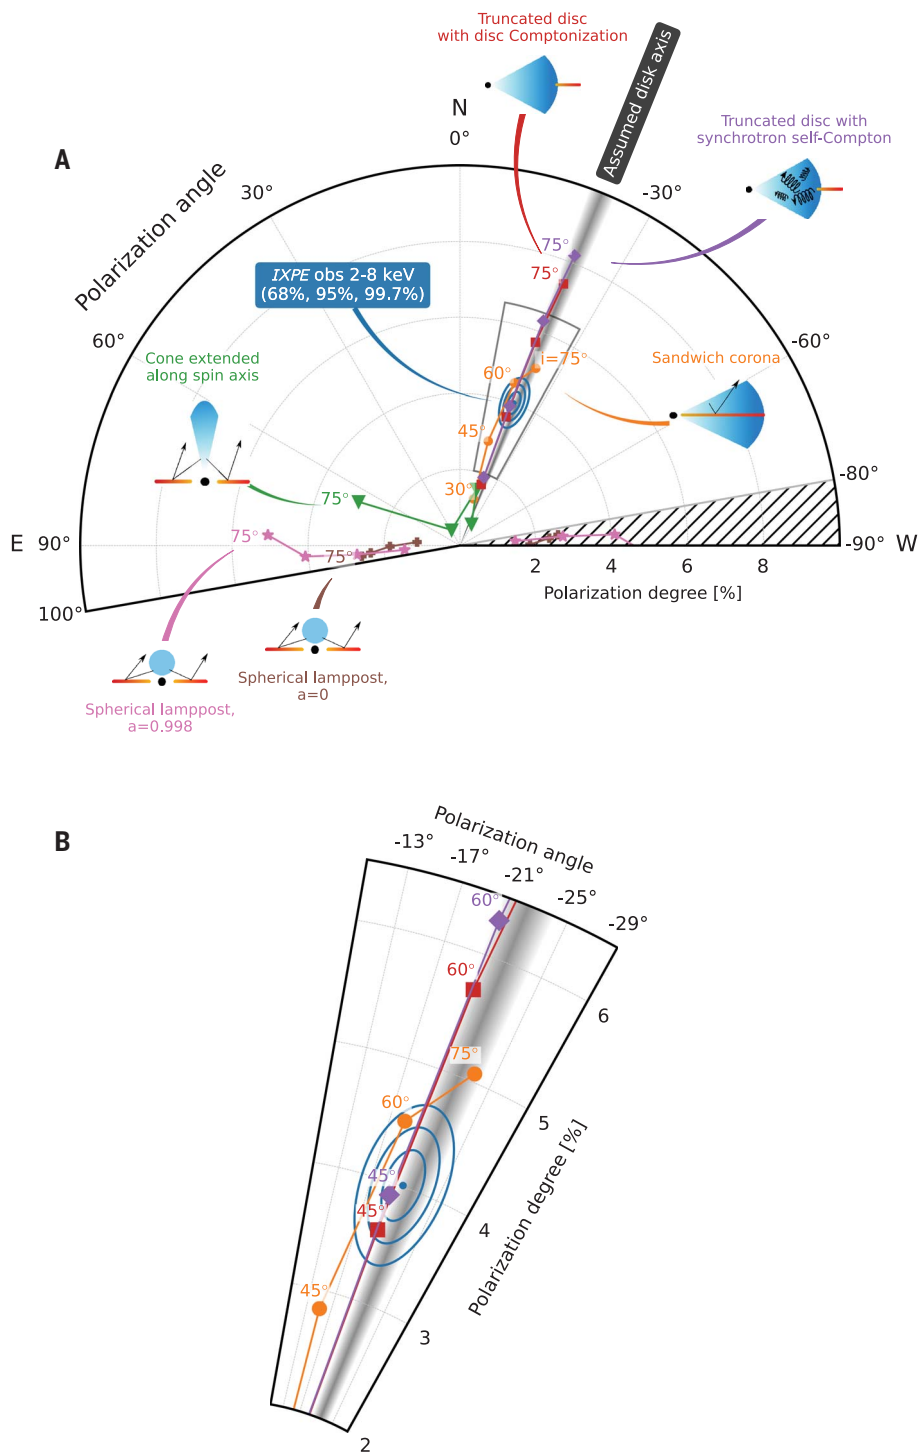 Truncated disc
with disc Comptonization
Assumed disk axis
Truncated disc with
synchrotron self-Compton
A
N
0°
30°
-30°
Polarization angle
75°
75°
IXPE obs 2-8 keV
(68%, 95%, 99.7%)
60°
-60°
Cone extended
along spin axis
i=75°
60°
Sandwich corona
45°
-80°
30°
75°
E
90°
75°
75°
-90°
W
2
4
6
8
Polarization degree [%]
100°
Spherical lamppost,
a=0
Spherical lamppost,
a=0.998
B
Polarization angle
-13°
-17°
-21°
-25°
-29°
60°
60°
6
75°
60°
5
45°
45°
4
Polarization degree [%]
45°
3
2